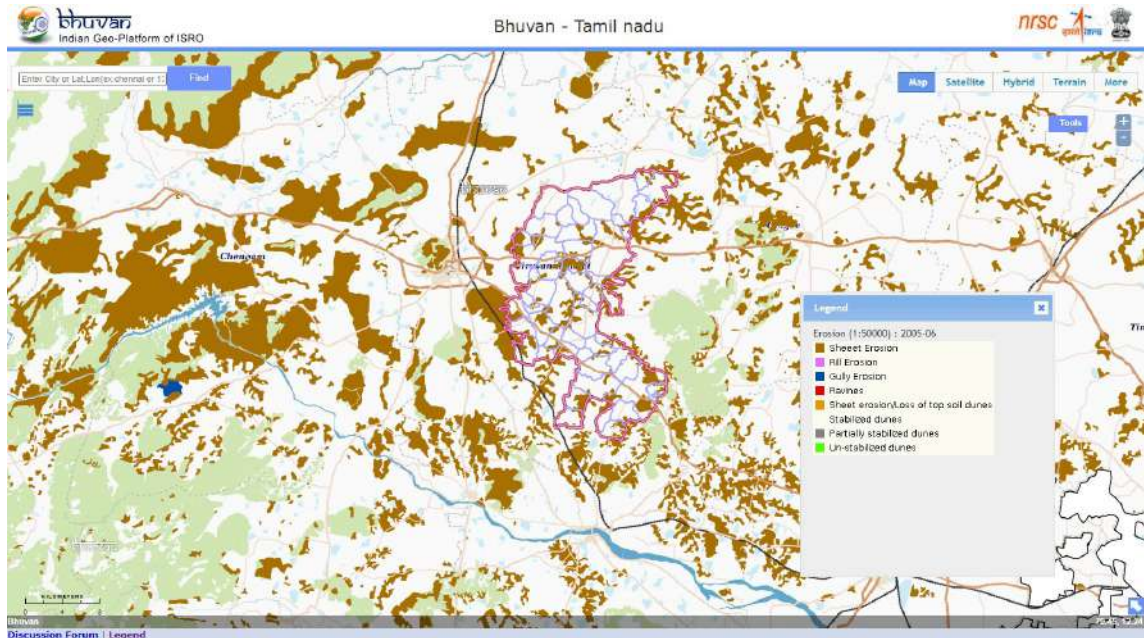 bhuvan
Indian Geo-Platform of ISRO
Bhuvan - Tamil nadu
nrsc
Find
Map
Satellite
Hybrid
Terrain
More
Tools
+
-
Chengam
Legend
x
Erosion (1:50000) : 2005-06
Sheeet Erosion
Rill Erosion
Gully Erosion
Ravines
Sheet erosion/Loss of top soil dunes
Stabilized dunes
Partially stabilized dunes
Un-stabilized dunes
KILOMETERS
Bhuvan
Discussion Forum | Legend